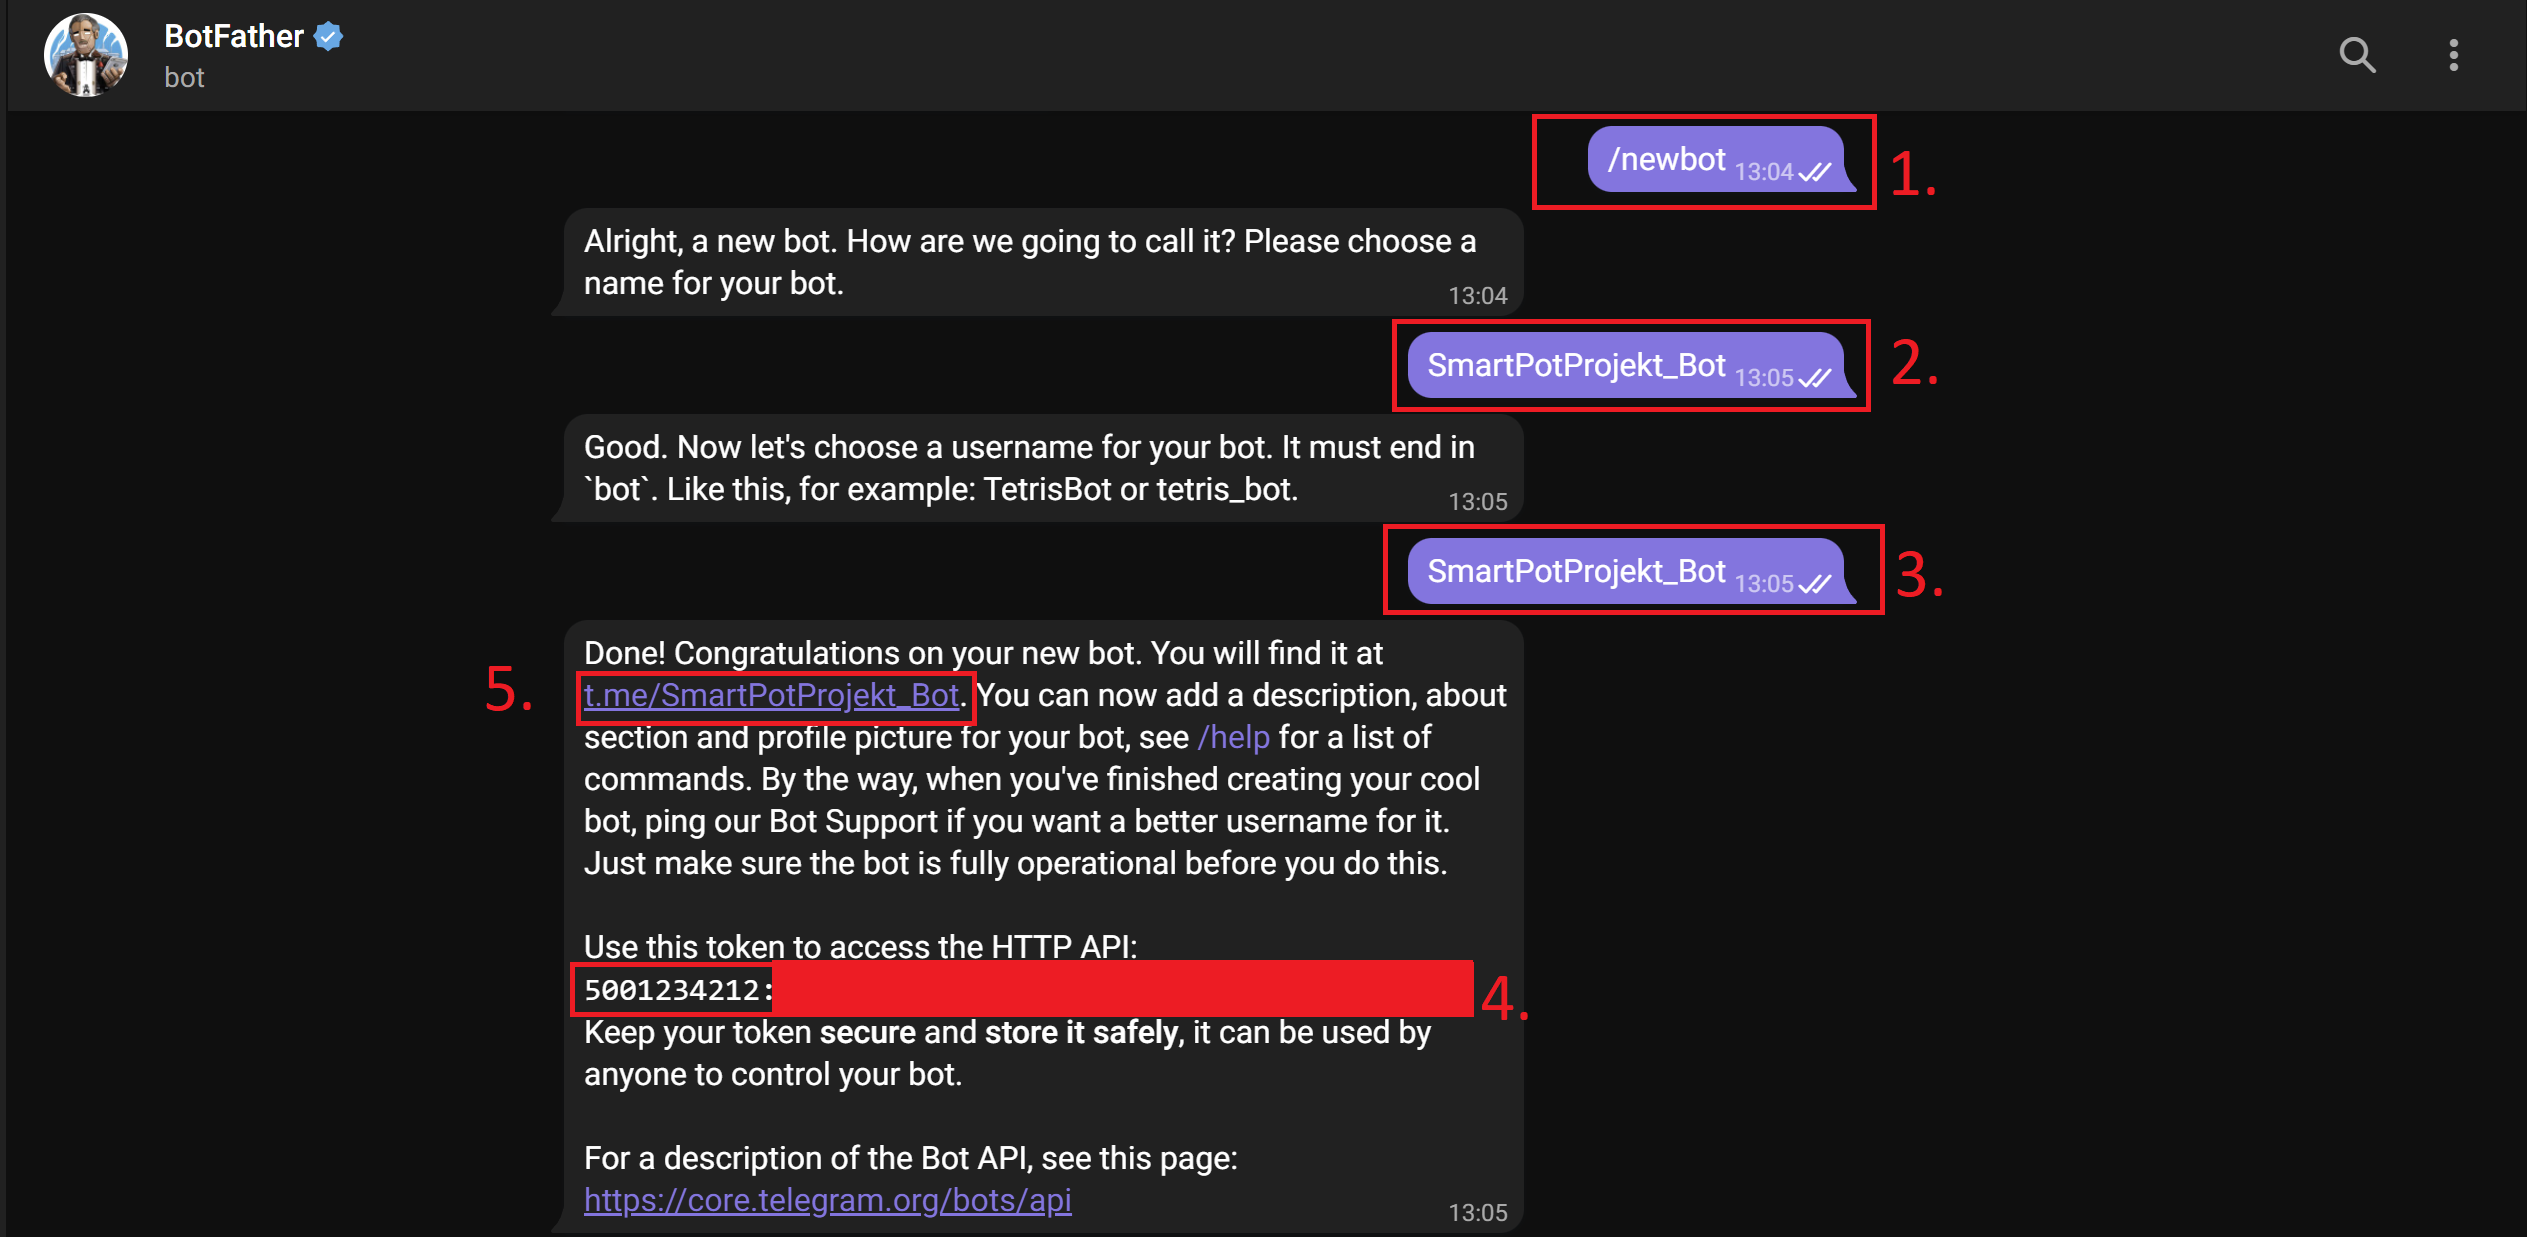 BotFather
bot
/newbot 13:04
1.
Alright, a new bot. How are we going to call it? Please choose a
name for your bot.
13:04
SmartPotProjekt_Bot 13:05
2.
Good. Now let's choose a username for your bot. It must end in
`bot`. Like this, for example: TetrisBot or tetris_bot.
13:05
SmartPotProjekt_Bot 13:05
3.
Done! Congratulations on your new bot. You will find it at
5.
t.me/SmartPotProjekt_Bot. You can now add a description, about
section and profile picture for your bot, see /help for a list of
commands. By the way, when you've finished creating your cool
bot, ping our Bot Support if you want a better username for it.
Just make sure the bot is fully operational before you do this.
Use this token to access the HTTP API:
5001234212:
4.
Keep your token secure and store it safely, it can be used by
anyone to control your bot.
For a description of the Bot API, see this page:
https://core.telegram.org/bots/api
13:05